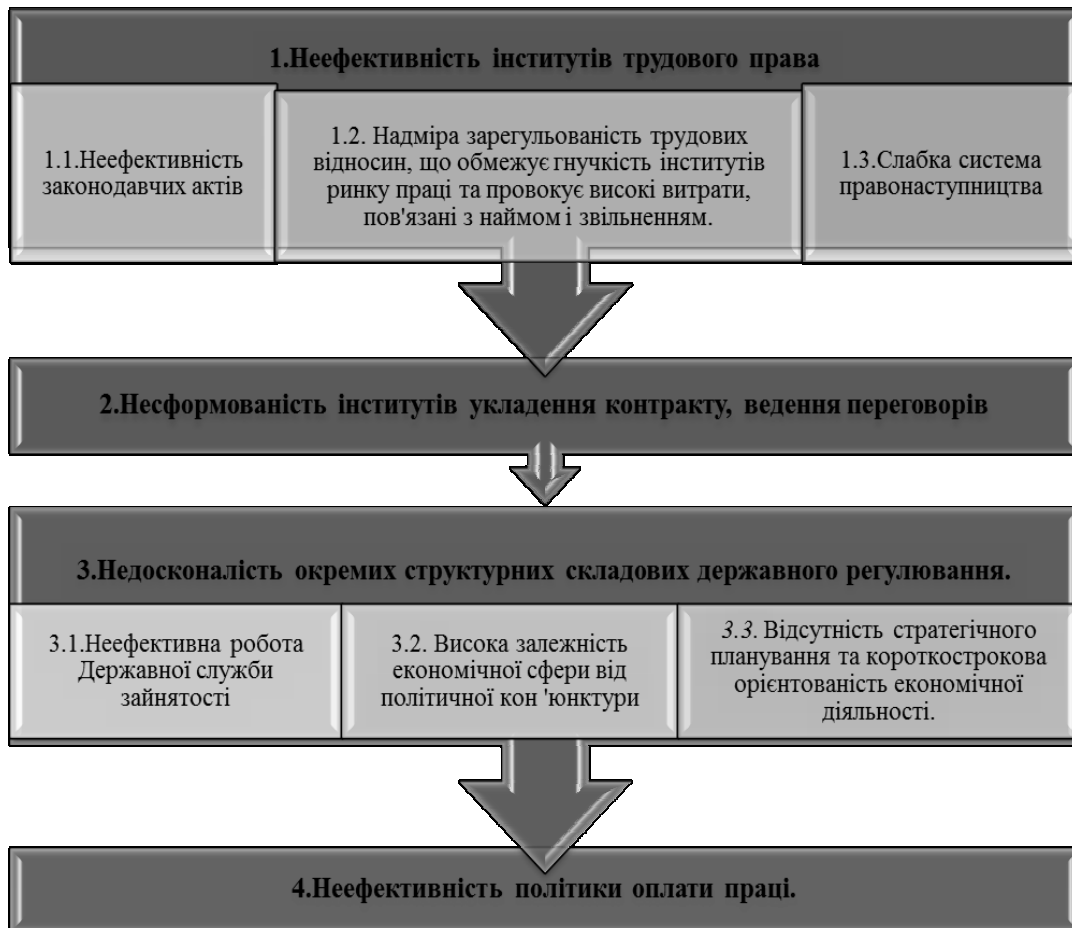 1.Неефективність інститутів трудового права
1.1.Неефективність
законодавчих актів
1.2. Надміра зарегульованість трудових
відносин, що обмежує гнучкість інститутів
ринку праці та провокує високі витрати,
пов'язані з наймом і звільненням.
1.3.Слабка система
правонаступництва
2.Несформованість інститутів укладення контракту, ведення переговорів
3.Недосконалість окремих структурних складових державного регулювання.
3.1.Неефективна робота
Державної служби
зайнятості
3.2. Висока залежність
економічної сфери від
політичної кон 'юнктури
3.3. Відсутність стратегічного
планування та короткострокова
орієнтованість економічної
діяльності.
4.Неефективність політики оплати праці.